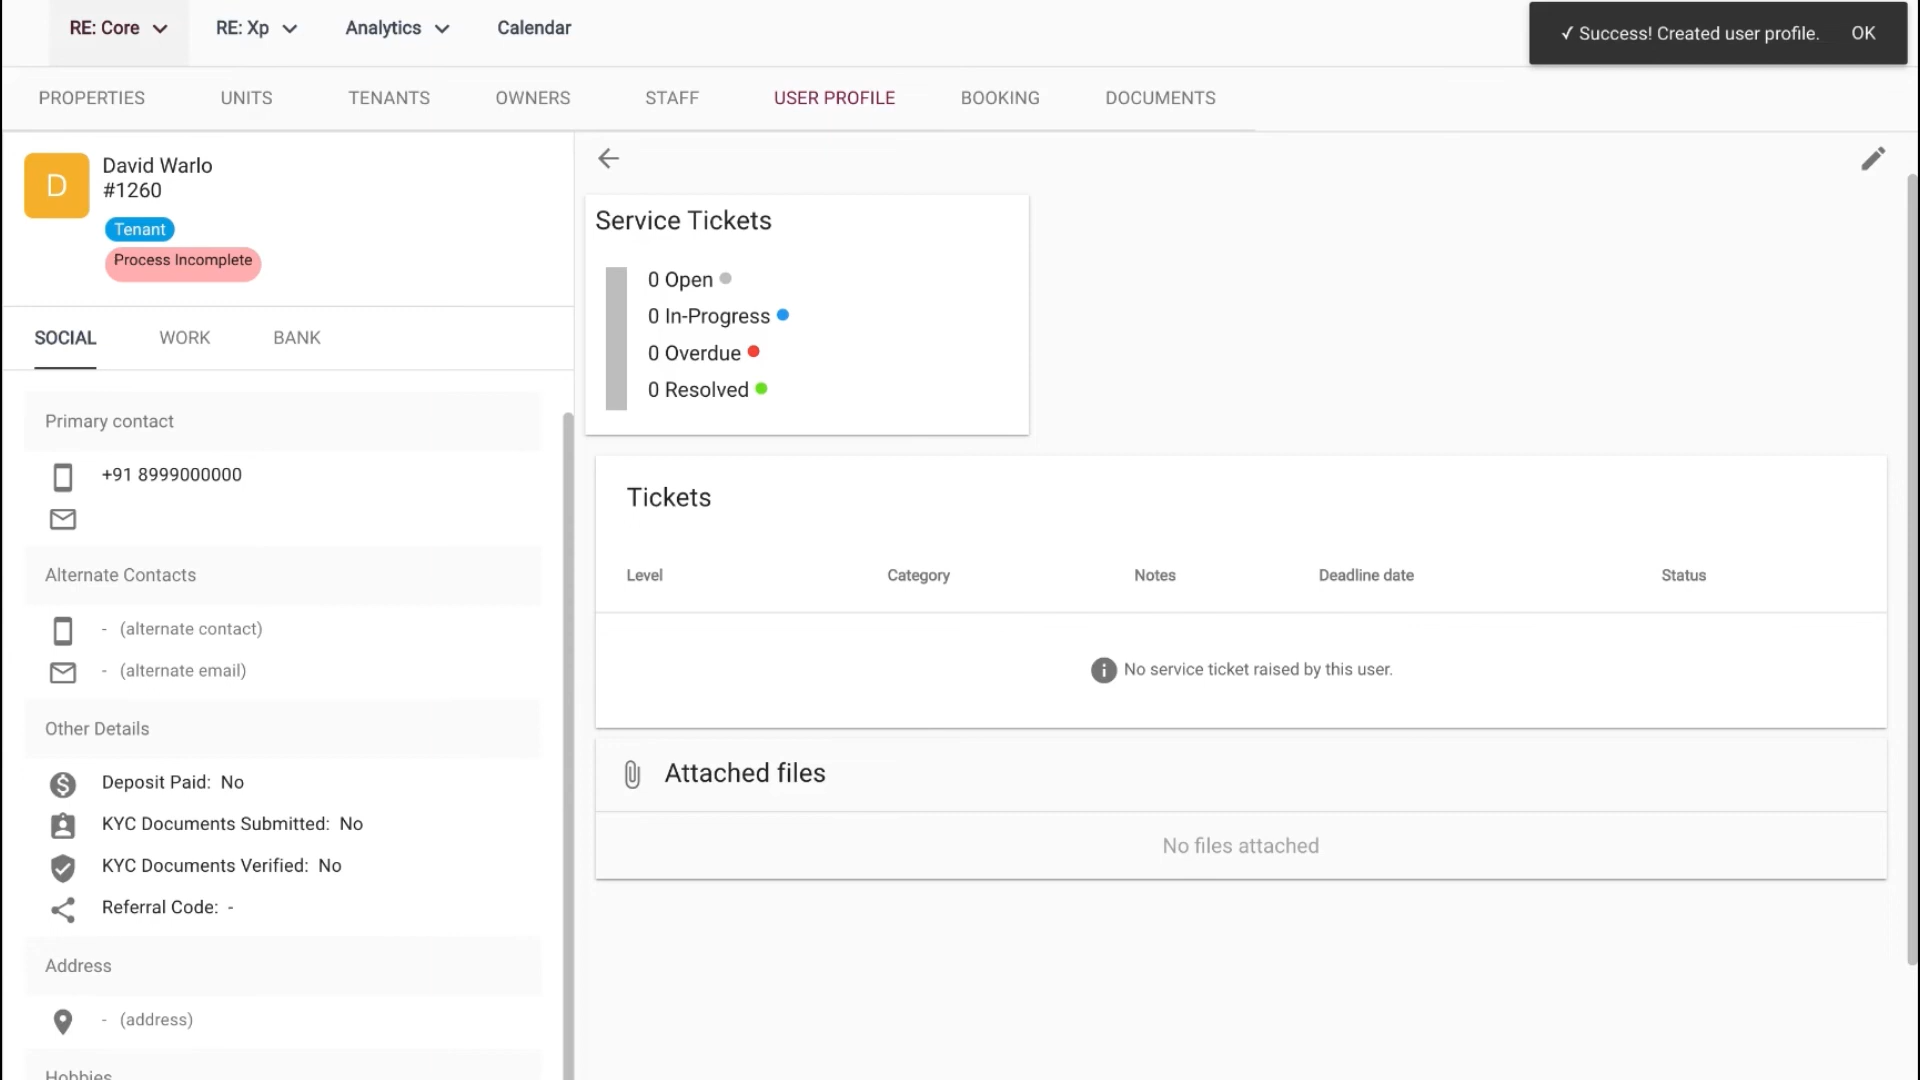 RE: Core
RE: Xp
Analytics
Calendar
✓ Success! Created user profile.
OK
PROPERTIES
UNITS
TENANTS
OWNERS
STAFF
USER PROFILE
BOOKING
DOCUMENTS
D
David Warlo
#1260
Tenant
Process Incomplete
SOCIAL
WORK
BANK
Primary contact
+91 8999000000
Alternate Contacts
- (alternate contact)
- (alternate email)
Other Details
Deposit Paid: No
KYC Documents Submitted: No
KYC Documents Verified: No
Referral Code: -
Address
- (address)
Hobbies
Service Tickets
0 Open
0 In-Progress
0 Overdue
0 Resolved
Tickets
Level
Category
Notes
Deadline date
Status
No service ticket raised by this user.
Attached files
No files attached